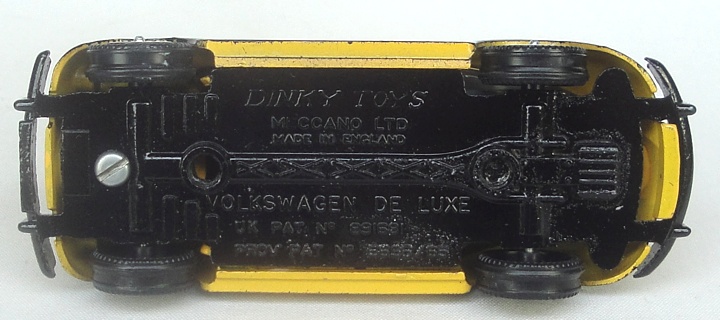 DINKY TOYS
MECCANO LTD
MADE IN ENGLAND
VOLKSWAGEN DE LUXE
UK PAT Nº
PROV PAT Nº